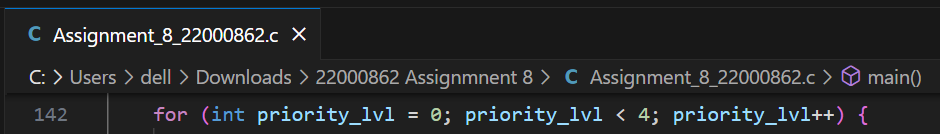 C Assignment_8_22000862.c ×
C: > Users > dell > Downloads > 22000862 Assignmnent 8 > C Assignment_8_22000862.c > main()
142 for (int priority_lvl = 0; priority_lvl < 4; priority_lvl++) {